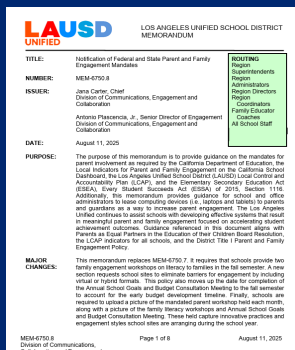 LAUSD
UNIFIED
LOS ANGELES UNIFIED SCHOOL DISTRICT
MEMORANDUM
TITLE: Notification of Federal and State Parent and Family
Engagement Mandates
NUMBER: MEM-6750.8
ISSUER: Jana Carter, Chief
Division of Communications, Engagement and
Collaboration
Antonio Plascencia, Jr., Senior Director of Engagement
Division of Communications, Engagement and
Collaboration
ROUTING
Region
Superintendents
Region
Administrators
Region Directors
Region
Coordinators
Family Educator
Coaches
All School Staff
DATE: August 11, 2025
PURPOSE: The purpose of this memorandum is to provide guidance on the mandates for
parent involvement as required by the California Department of Education, the
Local Indicators for Parent and Family Engagement on the California School
Dashboard, the Los Angeles Unified School District (LAUSD) Local Control and
Accountability Plan (LCAP), and the Elementary Secondary Education Act
(ESEA), Every Student Succeeds Act (ESSA) of 2015, Section 1116.
Additionally, this memorandum provides guidance for school and office
administrators to lease computing devices (i.e., laptops and tablets) to parents
and guardians as a way to increase parent engagement. The Los Angeles
Unified continues to assist schools with developing effective systems that result
in meaningful parent and family engagement focused on accelerating student
achievement outcomes. Guidance referenced in this document aligns with
Parents as Equal Partners in the Education of their Children Board Resolution,
the LCAP indicators for all schools, and the District Title I Parent and Family
Engagement Policy.
MAJOR
CHANGES: This memorandum replaces MEM-6750.7. It requires schools to provide two
family engagement workshops on literacy to families in the fall semester. A new
section requests school sites to eliminate barriers for engagement by including
virtual or hybrid formats. This policy also moves up the date for completion of
the Annual School Goals and Budget Consultation Meeting to the fall semester
to account for the early budget development timeline. Finally, schools are
required to upload a picture of the mandated parent workshop held each month,
along with a picture of the family literacy workshops and Annual School Goals
and Budget Consultation Meeting. These held capture innovative practices and
engagement styles school sites are arranging during the school year.
MEM-6750.8 Page 1 of 8 August 11, 2025
Division of Communications,